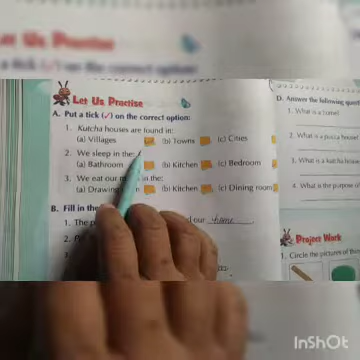 Let Us Practise
A. Put a tick (✓) on the correct option:
1. Kutcha houses are found in:
(a) Villages (b) Towns (c) Cities
2. We sleep in the:
(a) Bathroom (b) Kitchen (c) Bedroom
3. We eat our in the:
(a) Drawing (b) Kitchen (c) Dining room
B. Fill in the
1. The p d our home.
2.
D. Answer the following quest
1. What is a
2. What is a pucca house?
3. What is a kutcha house
4. What is the purpose of
Project Work
1. Circle the pictures of the
InShot